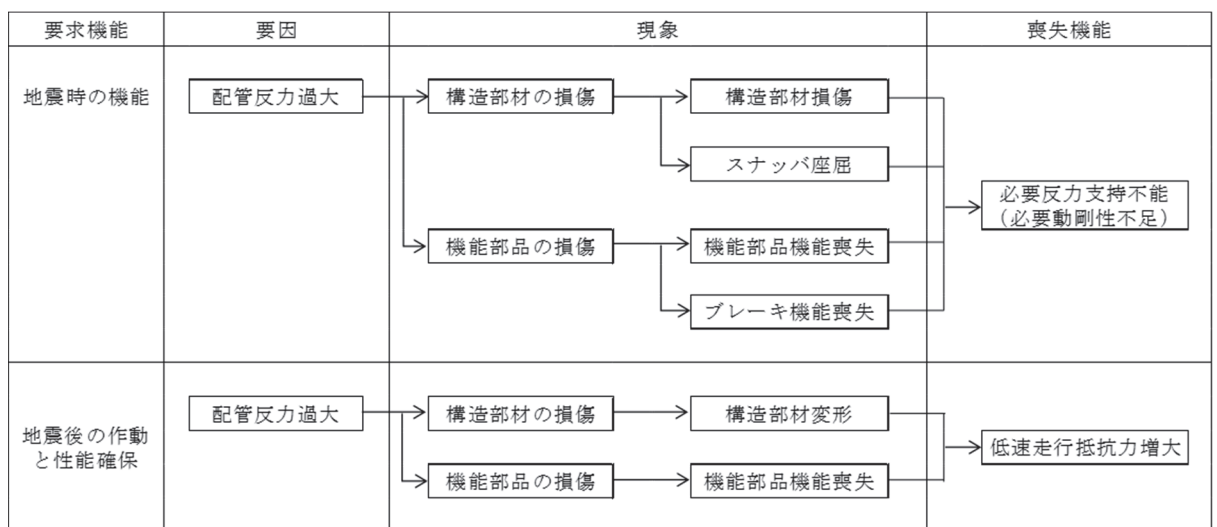 要求機能
要因
現象
喪失機能
地震時の機能
配管反力過大
構造部材の損傷
構造部材損傷
スナッバ座屈
必要反力支持不能
（必要動剛性不足）
機能部品の損傷
機能部品機能喪失
ブレーキ機能喪失
地震後の作動
と性能確保
配管反力過大
構造部材の損傷
構造部材変形
低速走行抵抗力増大
機能部品の損傷
機能部品機能喪失